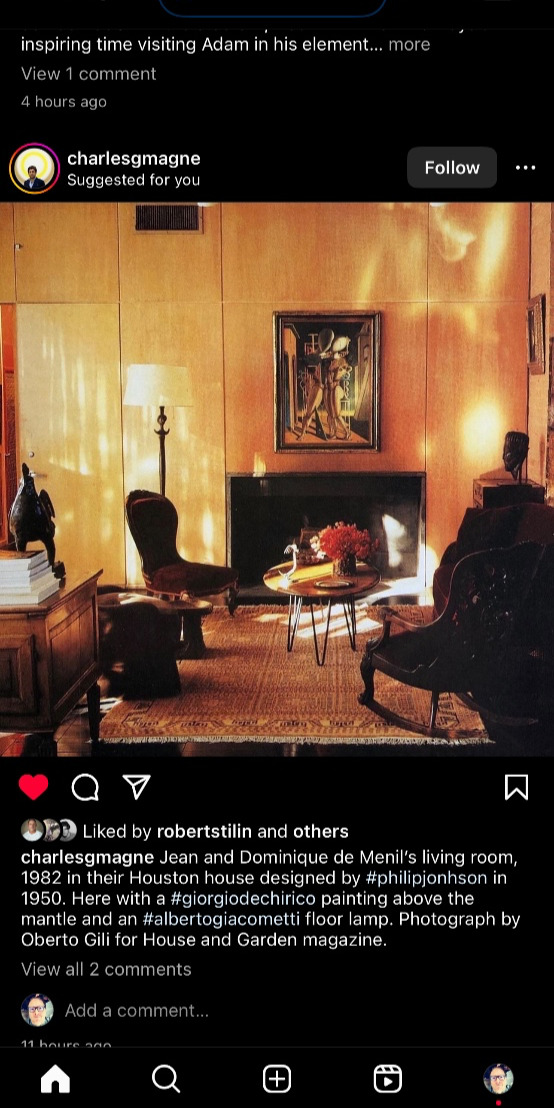 inspiring time visiting Adam in his element... more
View 1 comment
4 hours ago
charlesgmagne
Suggested for you
Follow
Liked by robertstilin and others
charlesgmagne Jean and Dominique de Menil's living room,
1982 in their Houston house designed by #philipjonhson in
1950. Here with a #giorgiodechirico painting above the
mantle and an #albertogiacometti floor lamp. Photograph by
Oberto Gili for House and Garden magazine.
View all 2 comments
Add a comment...
11 hours ago